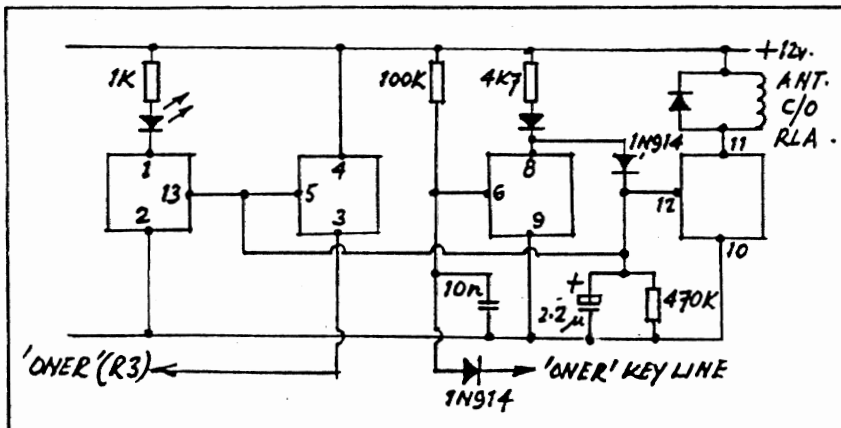 +12v.
1K
100K
4K7
ANT.
C/O
RLA.
1N914
11
1
4
8
13
5
6
12
2
3
9
10
10n
+
2.2μ
470K
'ONER'(R3)
'ONER' KEY LINE
1N914